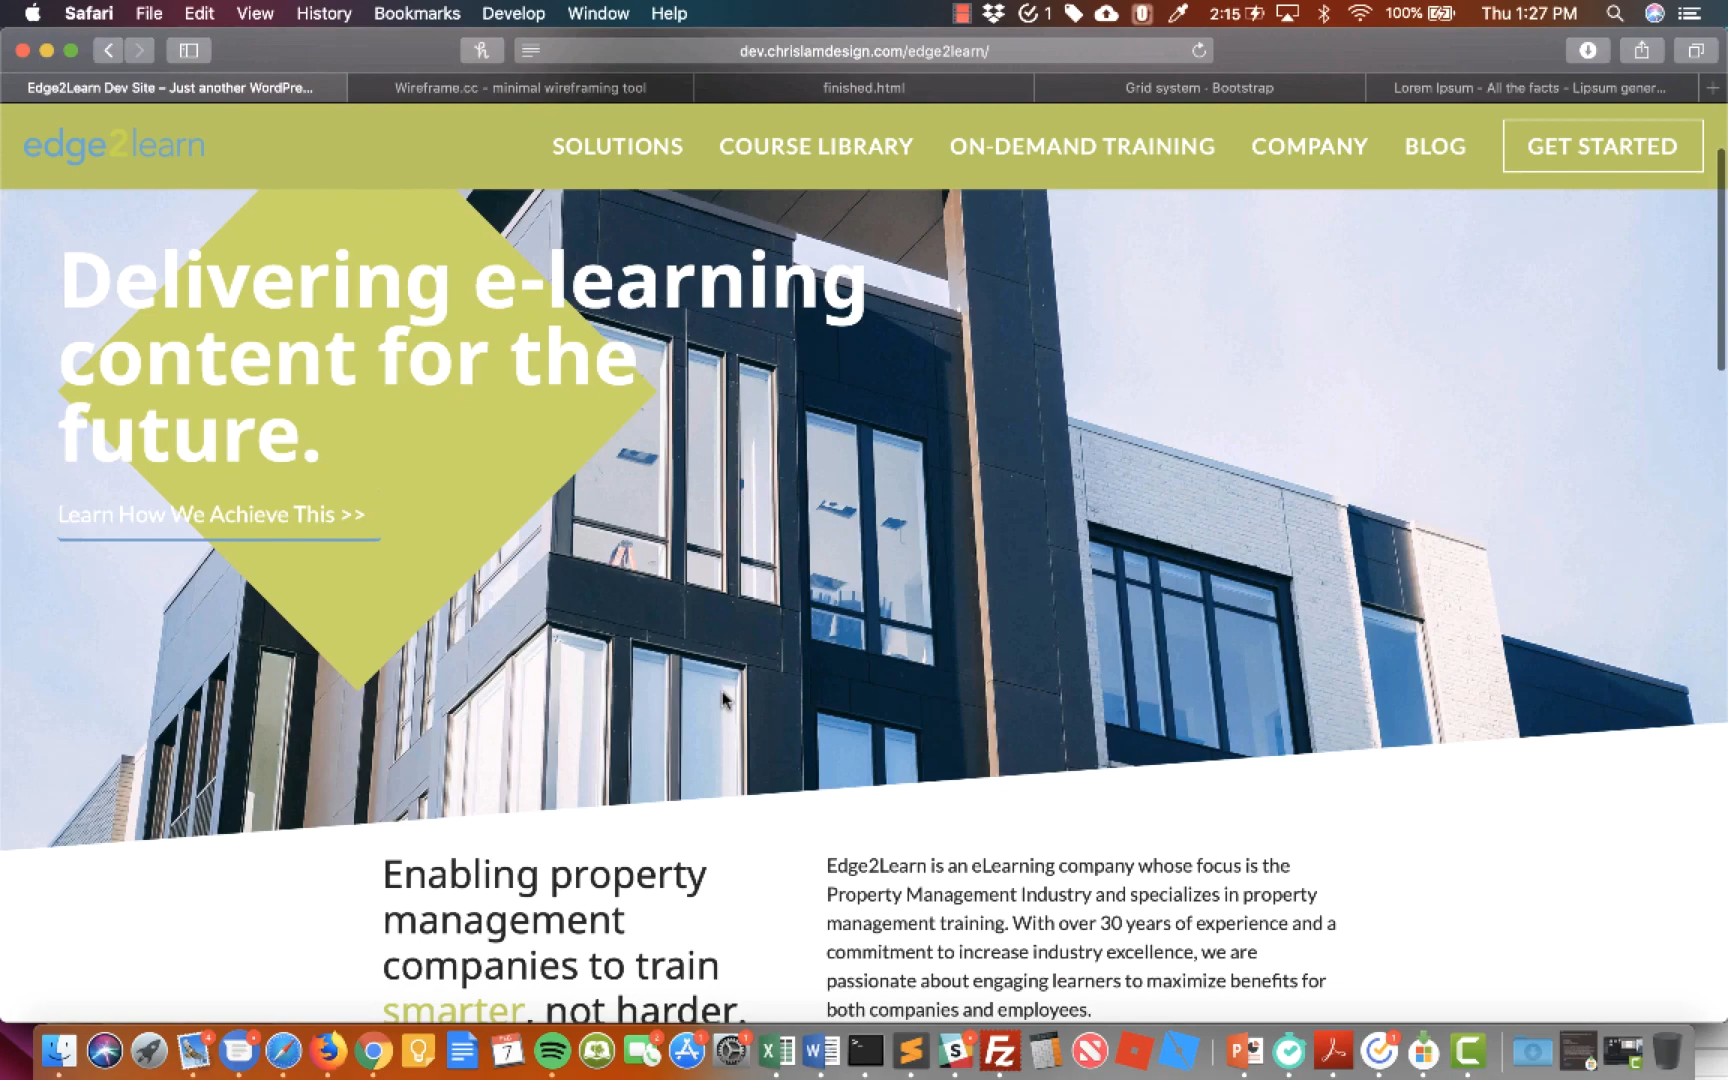 Safari File Edit View History Bookmarks Develop Window Help 1 2:15 100% Thu 1:27 PM
dev.chrislamdesign.com/edge2learn/
Edge2Learn Dev Site – Just another WordPre... Wireframe.cc - minimal wireframing tool finished.html Grid system · Bootstrap Lorem Ipsum - All the facts - Lipsum gener...
edge2learn SOLUTIONS COURSE LIBRARY ON-DEMAND TRAINING COMPANY BLOG GET STARTED
Delivering e-learning
content for the
future.
Learn How We Achieve This >>
Enabling property
management
companies to train
smarter, not harder.
Edge2Learn is an eLearning company whose focus is the
Property Management Industry and specializes in property
management training. With over 30 years of experience and a
commitment to increase industry excellence, we are
passionate about engaging learners to maximize benefits for
both companies and employees.